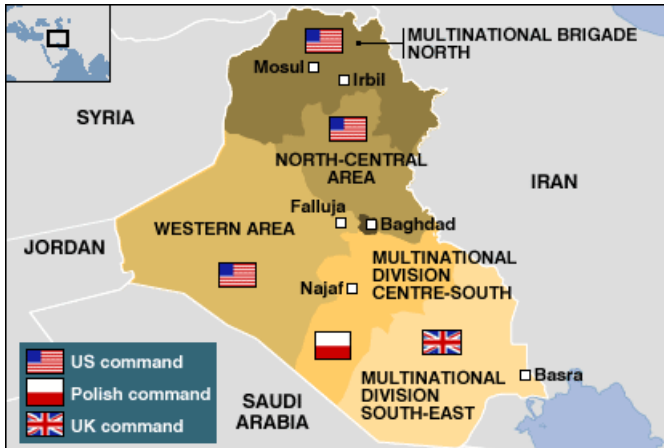 MULTINATIONAL BRIGADE
NORTH
Mosul
Irbil
SYRIA
NORTH-CENTRAL
AREA
IRAN
Falluja
WESTERN AREA
Baghdad
JORDAN
MULTINATIONAL
DIVISION
CENTRE-SOUTH
Najaf
US command
Polish command
UK command
SAUDI
ARABIA
Basra
MULTINATIONAL
DIVISION
SOUTH-EAST